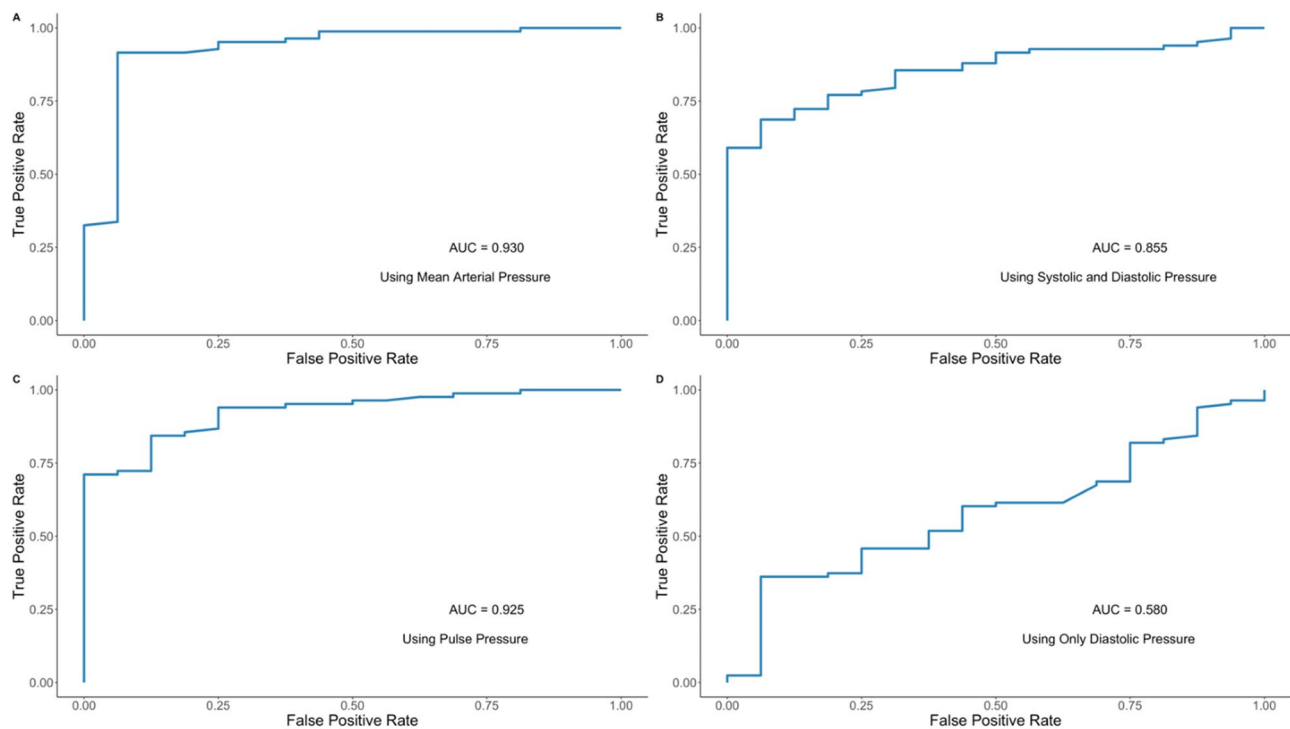 A
1.00
0.75
0.50
0.25
0.00
True Positive Rate
AUC = 0.930
Using Mean Arterial Pressure
0.00 0.25 0.50 0.75 1.00
False Positive Rate
B
1.00
0.75
0.50
0.25
0.00
True Positive Rate
AUC = 0.855
Using Systolic and Diastolic Pressure
0.00 0.25 0.50 0.75 1.00
False Positive Rate
C
1.00
0.75
0.50
0.25
0.00
True Positive Rate
AUC = 0.925
Using Pulse Pressure
0.00 0.25 0.50 0.75 1.00
False Positive Rate
D
1.00
0.75
0.50
0.25
0.00
True Positive Rate
AUC = 0.580
Using Only Diastolic Pressure
0.00 0.25 0.50 0.75 1.00
False Positive Rate